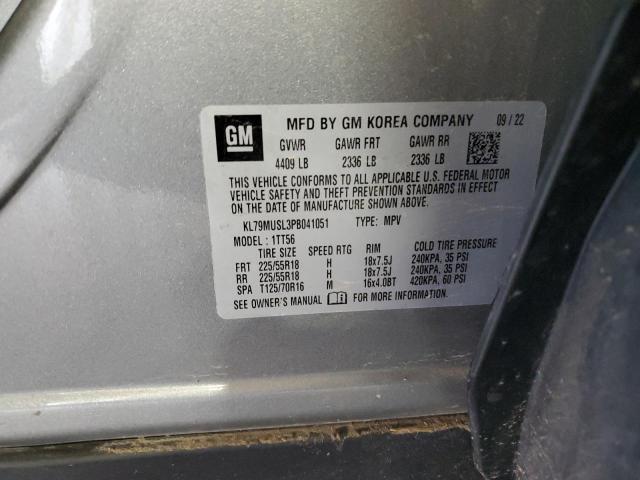 GM
MFD BY GM KOREA COMPANY 09 / 22
GVWR GAWR FRT GAWR RR
4409 LB 2336 LB 2336 LB
THIS VEHICLE CONFORMS TO ALL APPLICABLE U.S. FEDERAL MOTOR
VEHICLE SAFETY AND THEFT PREVENTION STANDARDS IN EFFECT
ON THE DATE OF MANUFACTURE SHOWN ABOVE.
KL79MUSL3PB041051 TYPE: MPV
MODEL : 1TT56
TIRE SIZE SPEED RTG RIM COLD TIRE PRESSURE
FRT 225/55R18 H 18x7.5J 240KPA, 35 PSI
RR 225/55R18 H 18x7.5J 240KPA, 35 PSI
SPA T125/70R16 M 16x4.0BT 420KPA, 60 PSI
SEE OWNER'S MANUAL FOR MORE INFORMATION.